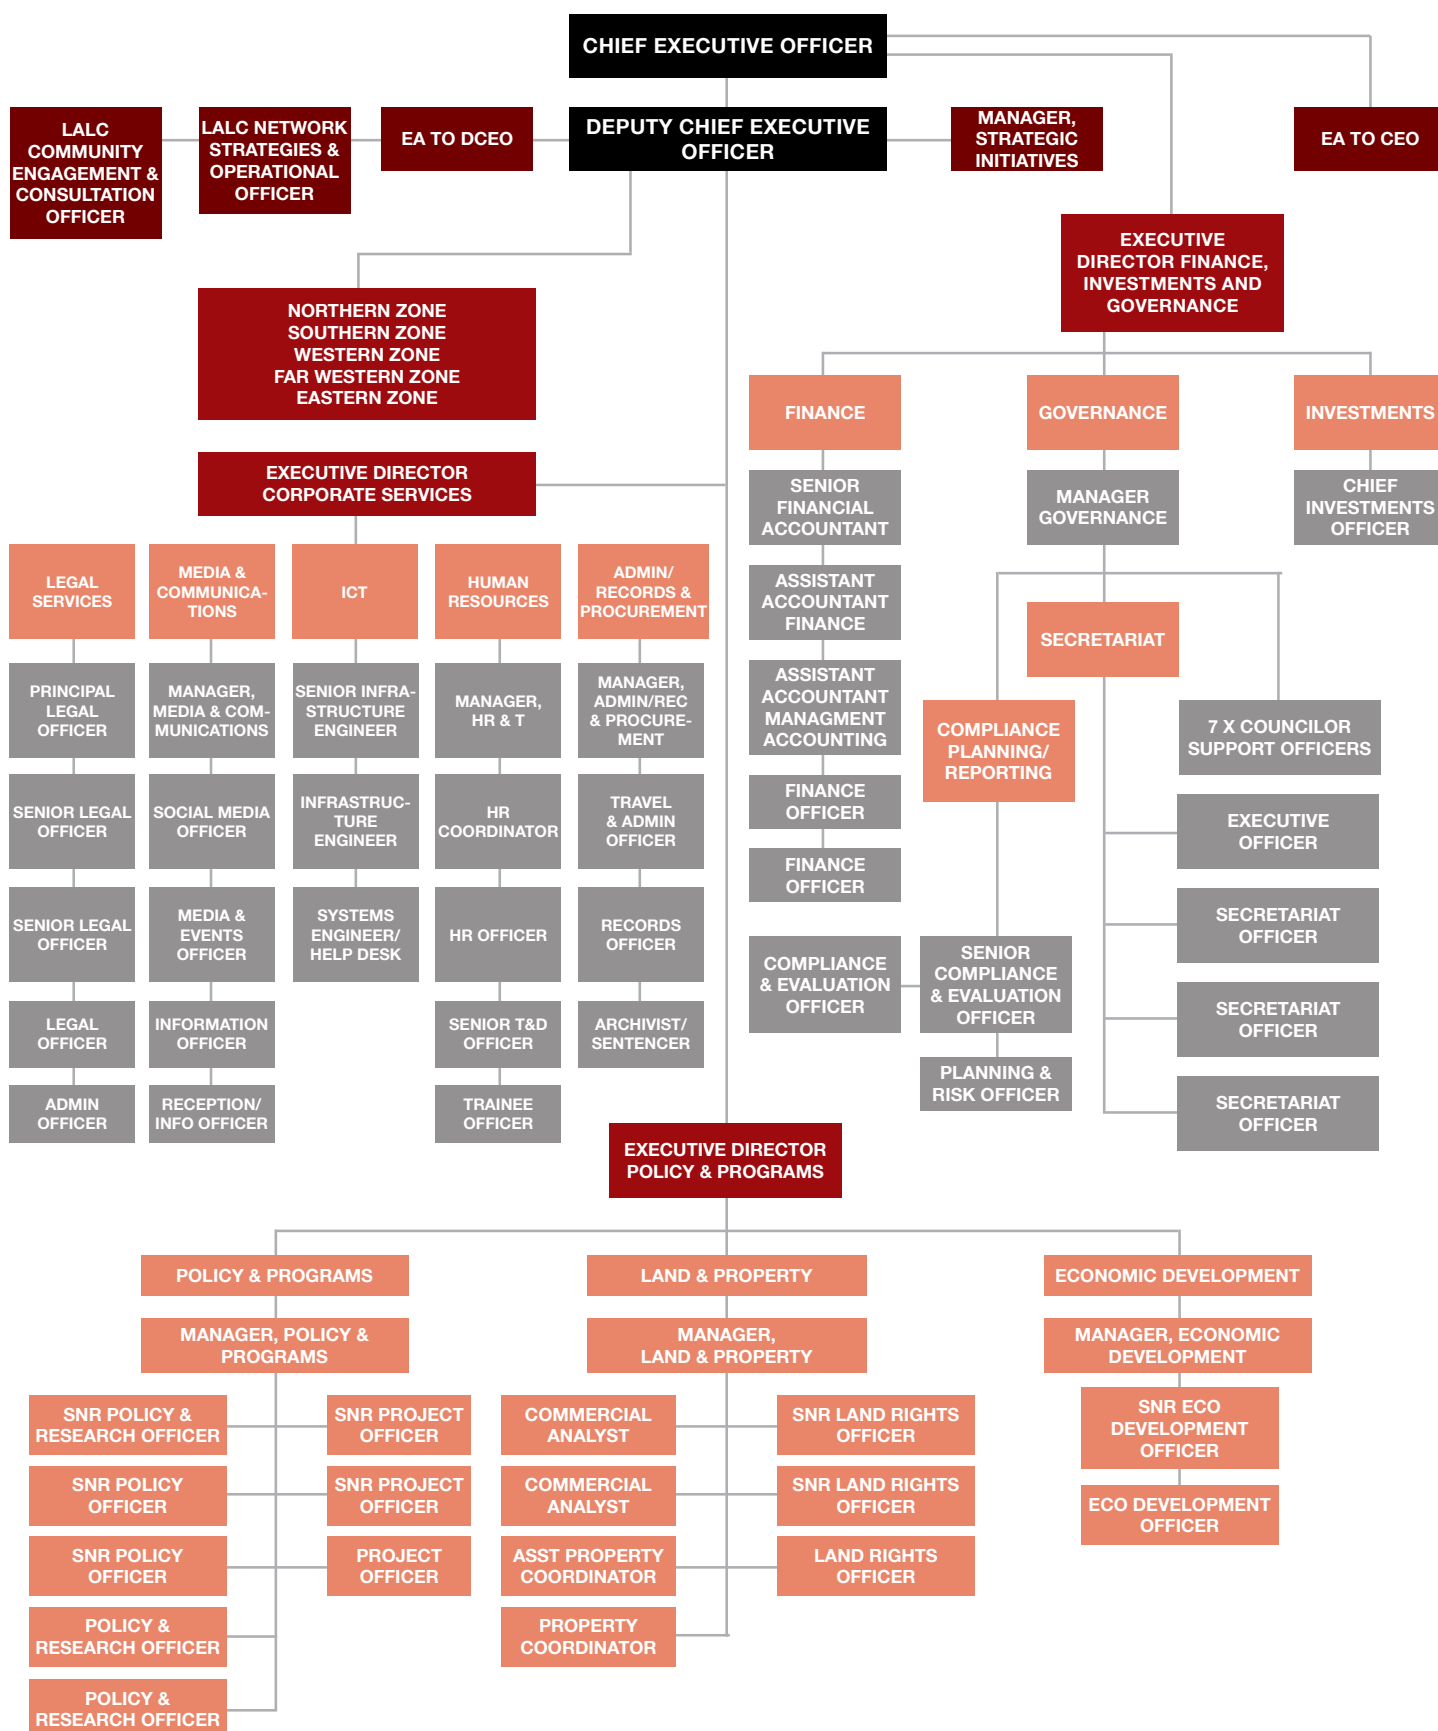 CHIEF EXECUTIVE OFFICER
LALC
COMMUNITY
ENGAGEMENT &
CONSULTATION
OFFICER
LALC NETWORK
STRATEGIES &
OPERATIONAL
OFFICER
EA TO DCEO
DEPUTY CHIEF EXECUTIVE
OFFICER
MANAGER,
STRATEGIC
INITIATIVES
EA TO CEO
EXECUTIVE
DIRECTOR FINANCE,
INVESTMENTS AND
GOVERNANCE
NORTHERN ZONE
SOUTHERN ZONE
WESTERN ZONE
FAR WESTERN ZONE
EASTERN ZONE
FINANCE
GOVERNANCE
INVESTMENTS
EXECUTIVE DIRECTOR
CORPORATE SERVICES
SENIOR
FINANCIAL
ACCOUNTANT
MANAGER
GOVERNANCE
CHIEF
INVESTMENTS
OFFICER
LEGAL
SERVICES
MEDIA &
COMMUNICA-
TIONS
ICT
HUMAN
RESOURCES
ADMIN/
RECORDS &
PROCUREMENT
ASSISTANT
ACCOUNTANT
FINANCE
SECRETARIAT
PRINCIPAL
LEGAL
OFFICER
MANAGER,
MEDIA & COM-
MUNICATIONS
SENIOR INFRA-
STRUCTURE
ENGINEER
MANAGER,
HR & T
MANAGER,
ADMIN/REC
& PROCURE-
MENT
ASSISTANT
ACCOUNTANT
MANAGMENT
ACCOUNTING
COMPLIANCE
PLANNING/
REPORTING
7 X COUNCILOR
SUPPORT OFFICERS
SENIOR LEGAL
OFFICER
SOCIAL MEDIA
OFFICER
INFRASTRUC-
TURE
ENGINEER
HR
COORDINATOR
TRAVEL
& ADMIN
OFFICER
FINANCE
OFFICER
EXECUTIVE
OFFICER
FINANCE
OFFICER
SENIOR LEGAL
OFFICER
MEDIA &
EVENTS
OFFICER
SYSTEMS
ENGINEER/
HELP DESK
HR OFFICER
RECORDS
OFFICER
SECRETARIAT
OFFICER
COMPLIANCE
& EVALUATION
OFFICER
SENIOR
COMPLIANCE
& EVALUATION
OFFICER
LEGAL
OFFICER
INFORMATION
OFFICER
SENIOR T&D
OFFICER
ARCHIVIST/
SENTENCER
SECRETARIAT
OFFICER
PLANNING &
RISK OFFICER
ADMIN
OFFICER
RECEPTION/
INFO OFFICER
TRAINEE
OFFICER
SECRETARIAT
OFFICER
EXECUTIVE DIRECTOR
POLICY & PROGRAMS
POLICY & PROGRAMS
LAND & PROPERTY
ECONOMIC DEVELOPMENT
MANAGER, POLICY &
PROGRAMS
MANAGER,
LAND & PROPERTY
MANAGER, ECONOMIC
DEVELOPMENT
SNR POLICY &
RESEARCH OFFICER
SNR PROJECT
OFFICER
COMMERCIAL
ANALYST
SNR LAND RIGHTS
OFFICER
SNR ECO
DEVELOPMENT
OFFICER
SNR POLICY
OFFICER
SNR PROJECT
OFFICER
COMMERCIAL
ANALYST
SNR LAND RIGHTS
OFFICER
ECO DEVELOPMENT
OFFICER
SNR POLICY
OFFICER
PROJECT
OFFICER
ASST PROPERTY
COORDINATOR
LAND RIGHTS
OFFICER
POLICY &
RESEARCH OFFICER
PROPERTY
COORDINATOR
POLICY &
RESEARCH OFFICER